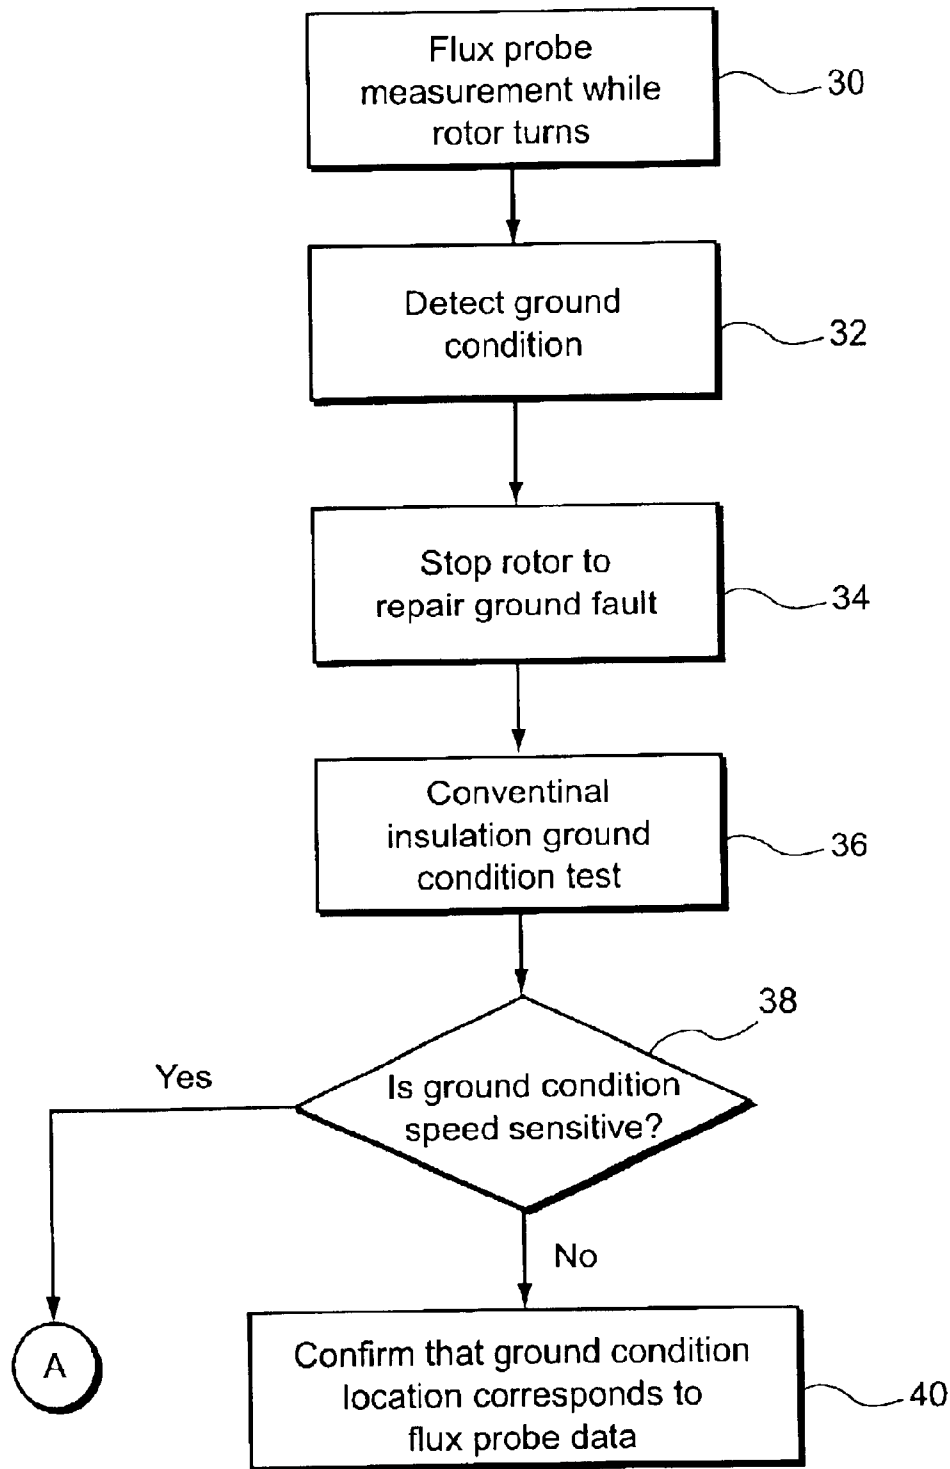 Flux probe
measurement while
rotor turns
30
Detect ground
condition
32
Stop rotor to
repair ground fault
34
Conventinal
insulation ground
condition test
36
38
Yes
Is ground condition
speed sensitive?
No
A
Confirm that ground condition
location corresponds to
flux probe data
40